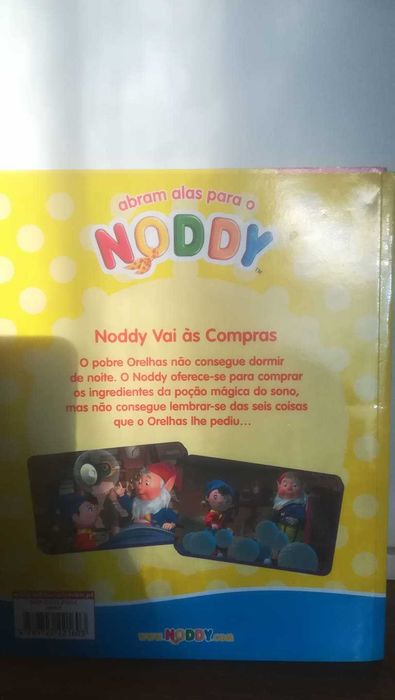 abram alas para o
NODDY
TM
Noddy Vai às Compras
O pobre Orelhas não consegue dormir
de noite. O Noddy oferece-se para comprar
os ingredientes da poção mágica do sono,
mas não consegue lembrar-se das seis coisas
que o Orelhas lhe pediu...
www.NODDY.com